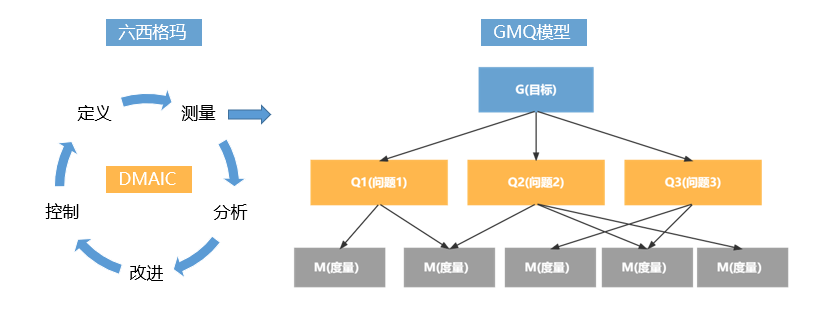 六西格玛
GMQ模型
G(目标)
定义
测量
DMAIC
Q1(问题1)
Q2(问题2)
Q3(问题3)
控制
分析
改进
M(度量)
M(度量)
M(度量)
M(度量)
M(度量)